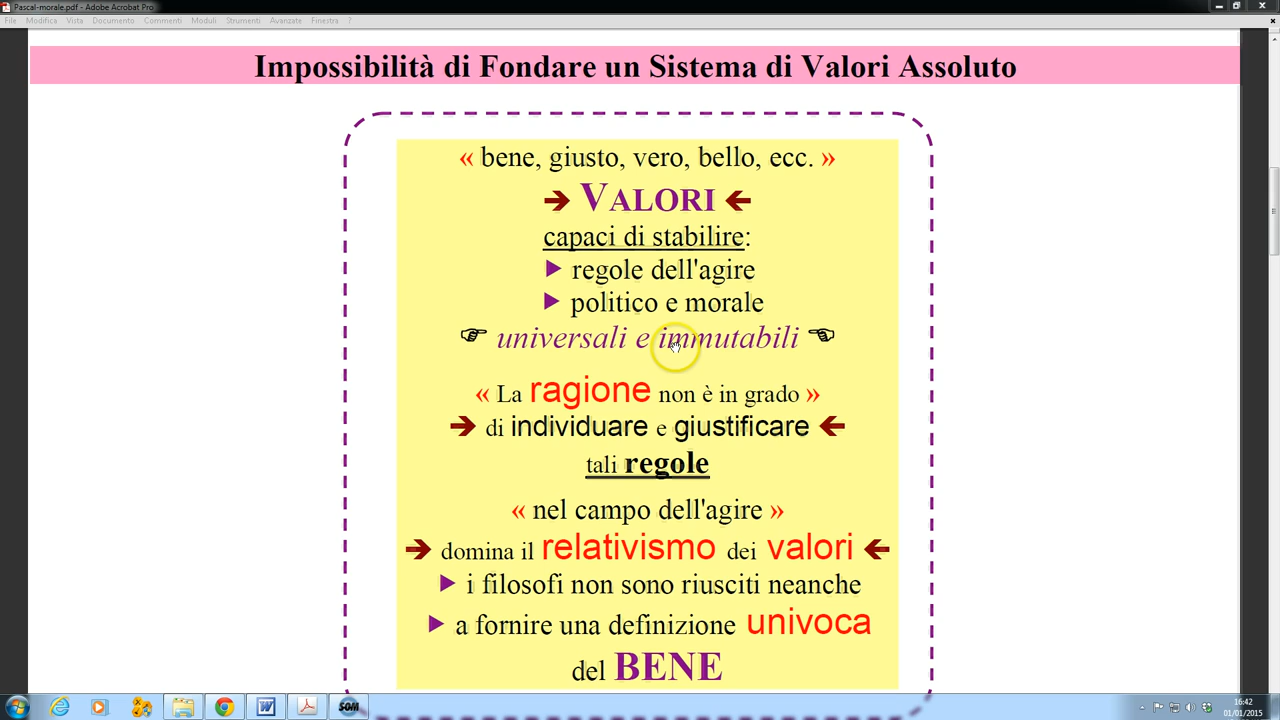 Pascal-morale.pdf - Adobe Acrobat Pro
File Modifica Vista Documento Commenti Moduli Strumenti Avanzate Finestra ?
Impossibilità di Fondare un Sistema di Valori Assoluto
« bene, giusto, vero, bello, ecc. »
➔ VALORI ←
capaci di stabilire:
► regole dell'agire
► politico e morale
☞ universali e immutabili ☜
« La ragione non è in grado »
➔ di individuare e giustificare ←
tali regole
« nel campo dell'agire »
➔ domina il relativismo dei valori ←
► i filosofi non sono riusciti neanche
► a fornire una definizione univoca
del BENE
SOM
16:42
01/01/2015